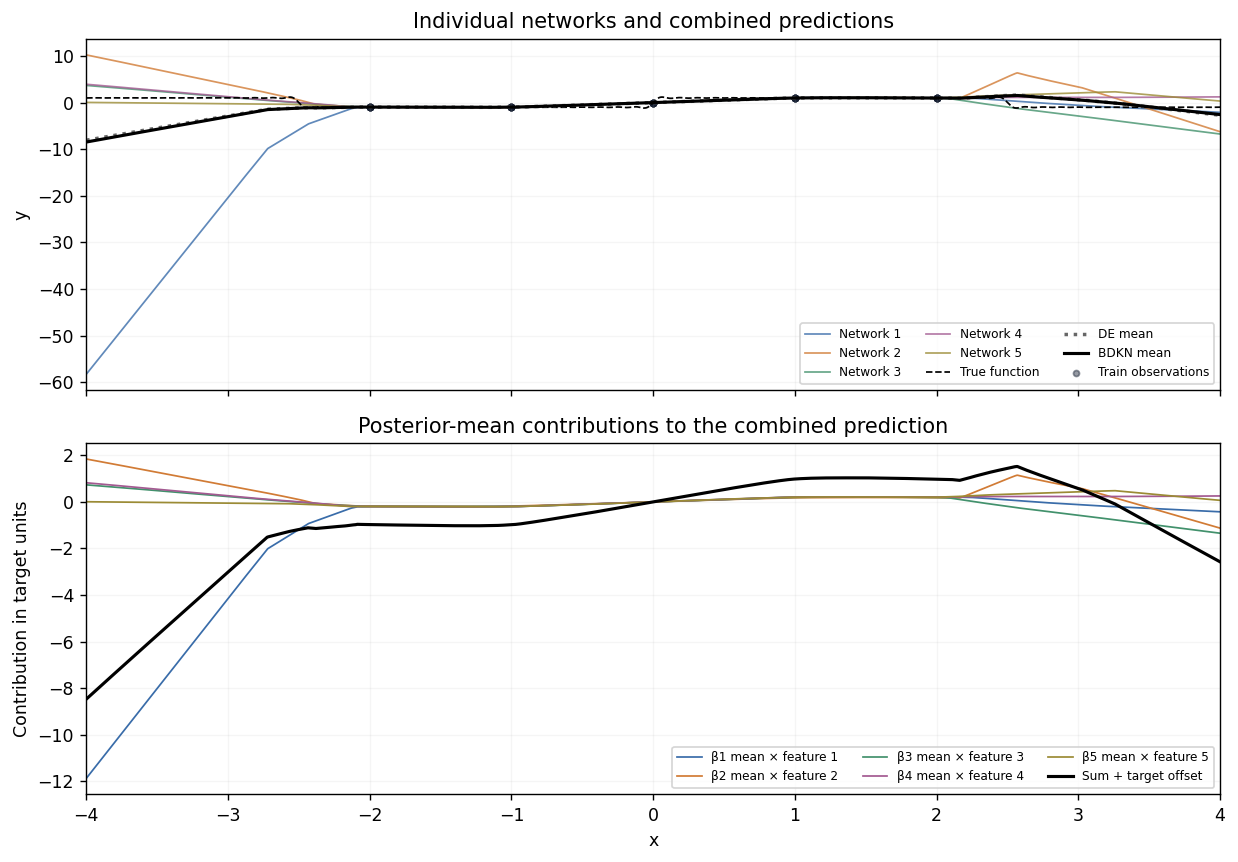 Individual networks and combined predictions
10
0
−10
−20
−30
−40
−50
−60
y
Network 1
Network 2
Network 3
Network 4
Network 5
True function
DE mean
BDKN mean
Train observations
Posterior-mean contributions to the combined prediction
2
0
−2
−4
−6
−8
−10
−12
Contribution in target units
β1 mean × feature 1
β2 mean × feature 2
β3 mean × feature 3
β4 mean × feature 4
β5 mean × feature 5
Sum + target offset
−4 −3 −2 −1 0 1 2 3 4
x